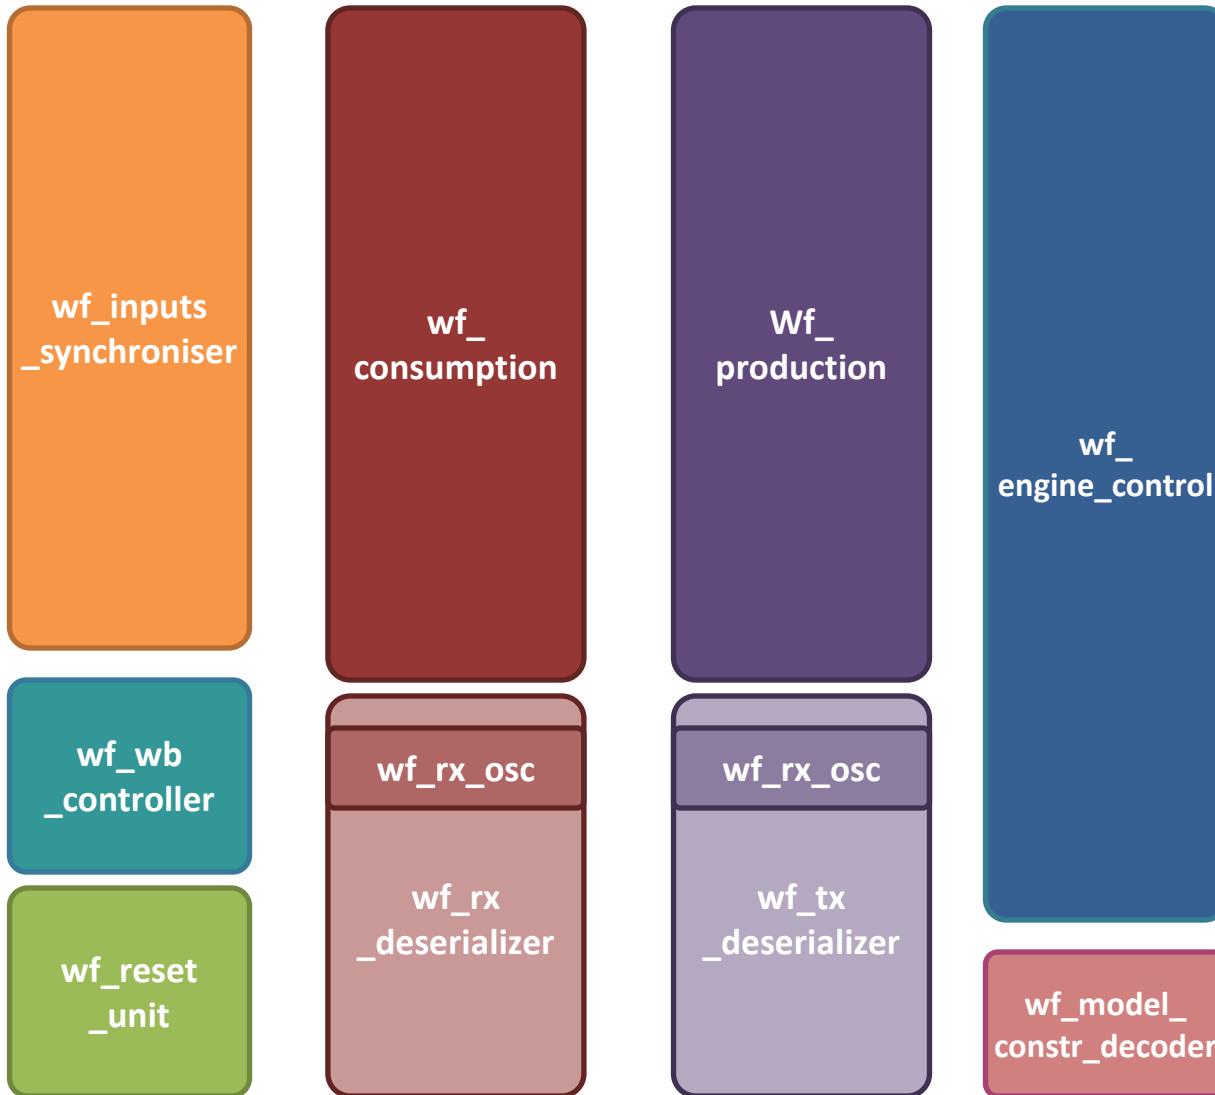 wf_inputs
_synchroniser
wf_wb
_controller
wf_reset
_unit
wf_
consumption
wf_rx_osc
wf_rx
_deserializer
Wf_
production
wf_rx_osc
wf_tx
_deserializer
wf_
engine_control
wf_model_
constr_decoder